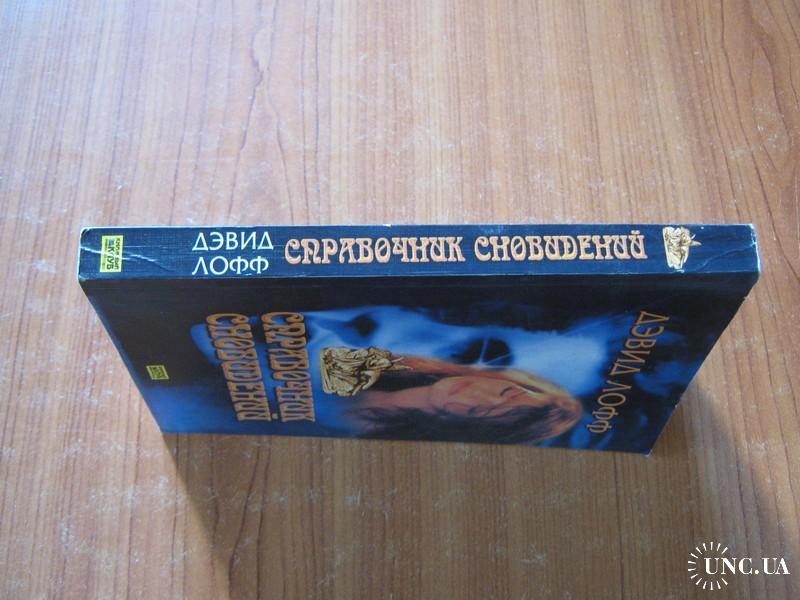 ДЭВИД
ЛОФФ
СПРАВОЧНИК СНОВИДЕНИЙ
ДЭВИД ЛОФФ
СПРАВОЧНИК
СНОВИДЕНИЙ
UNC.UA